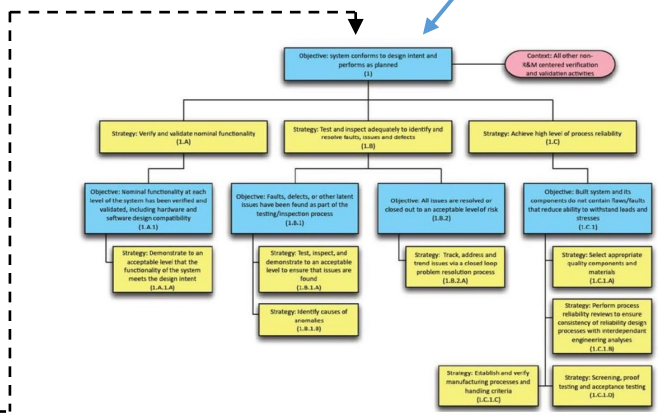 Objective: system conforms to design intent and
performs as planned
(1)
Context: All other non-
R&M centered verification
and validation activities
Strategy: Verify and validate nominal functionality
(1.A)
Strategy: Test and inspect adequately to identify and
resolve faults, issues and defects
(1.B)
Strategy: Achieve high level of process reliability
(1.C)
Objective: Nominal functionality at each
level of the system has been verified and
validated, including hardware and
software design compatibility
(1.A.1)
Objective: Faults, defects, or other latent
issues have been found as part of the
testing/inspection process
(1.B.1)
Objective: All issues are resolved or
closed out to an acceptable level of risk
(1.B.2)
Objective: Built system and its
components do not contain flaws/faults
that reduce ability to withstand leads and
stresses
(1.C.1)
Strategy: Demonstrate to an
acceptable level that the
functionality of the system
meets the design intent
(1.A.1.A)
Strategy: Test, inspect, and
demonstrate to an acceptable
level to ensure that issues are
found
(1.B.1.A)
Strategy: Track, address and
trend issues via a closed loop
problem resolution process
(1.B.2.A)
Strategy: Select appropriate
quality components and
materials
(1.C.1.A)
Strategy: Identify causes of
anomalies
(1.B.1.B)
Strategy: Perform process
reliability reviews to ensure
consistency of reliability design
processes with interdependant
engineering analyses
(1.C.1.B)
Strategy: Establish and verify
manufacturing processes and
handing criteria
(1.C.1.C)
Strategy: Screening, proof
testing and acceptance testing
(1.C.1.D)